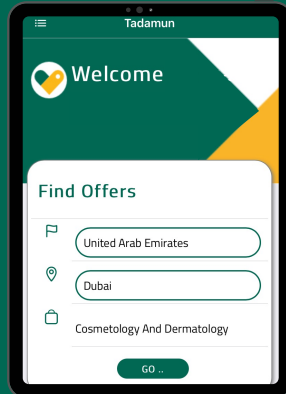 Tadamun
Welcome
Find Offers
United Arab Emirates
Dubai
Cosmetology And Dermatology
GO ..